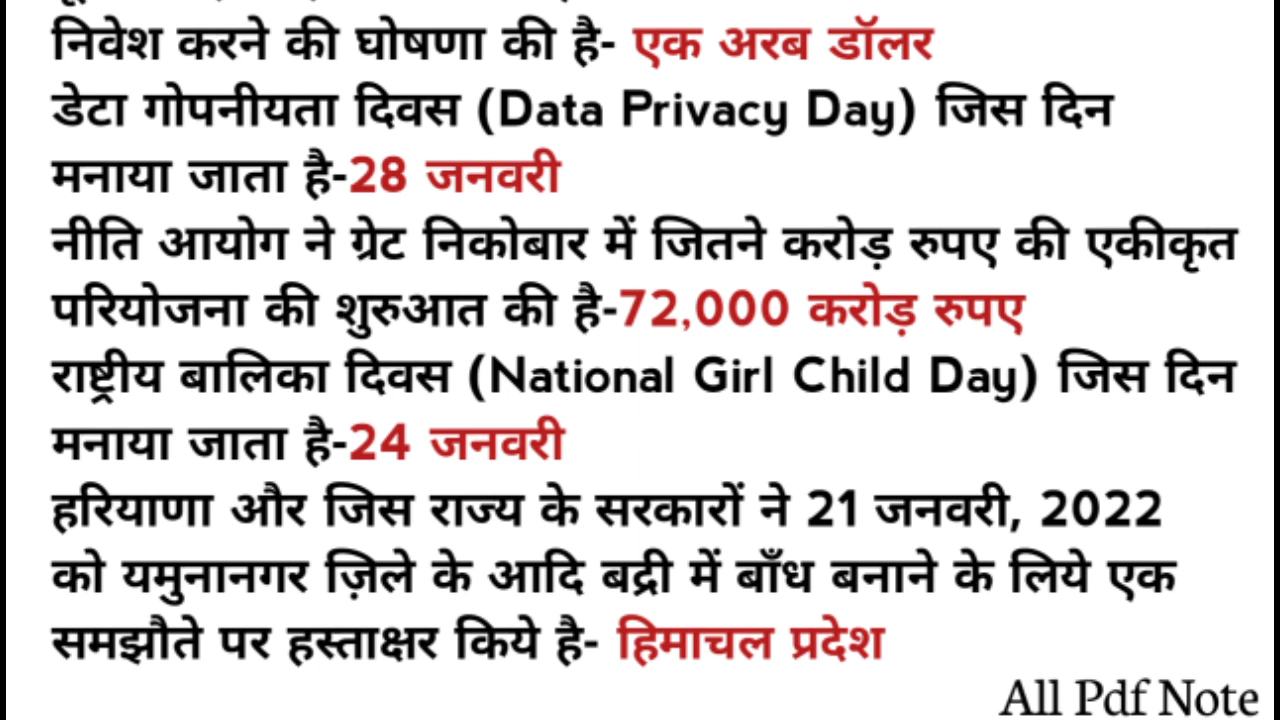 निवेश करने की घोषणा की है- एक अरब डॉलर
डेटा गोपनीयता दिवस (Data Privacy Day) जिस दिन
मनाया जाता है-28 जनवरी
नीति आयोग ने ग्रेट निकोबार में जितने करोड़ रुपए की एकीकृत
परियोजना की शुरुआत की है-72,000 करोड़ रुपए
राष्ट्रीय बालिका दिवस (National Girl Child Day) जिस दिन
मनाया जाता है-24 जनवरी
हरियाणा और जिस राज्य के सरकारों ने 21 जनवरी, 2022
को यमुनानगर ज़िले के आदि बद्री में बाँध बनाने के लिये एक
समझौते पर हस्ताक्षर किये है- हिमाचल प्रदेश
All Pdf Note